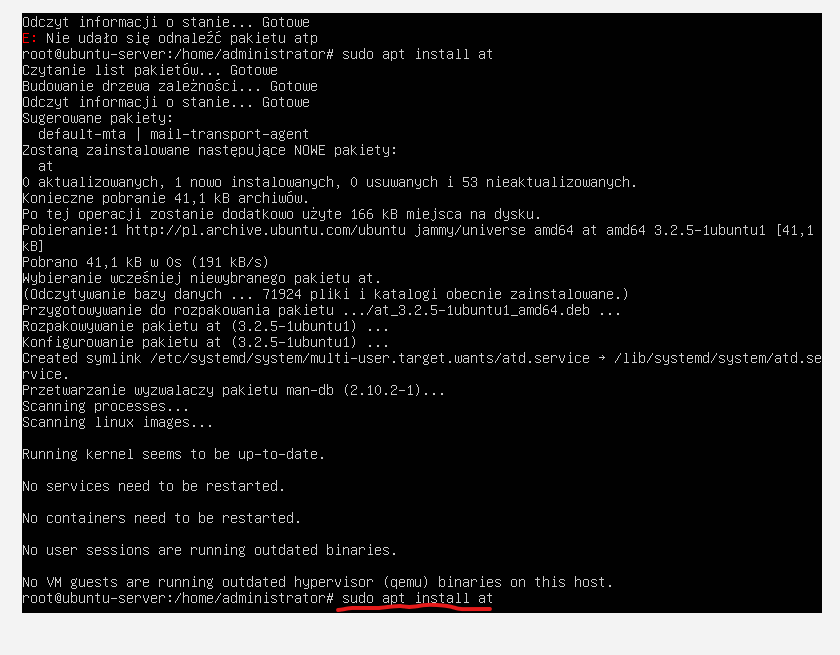 Odczyt informacji o stanie... Gotowe
E: Nie udało się odnaleźć pakietu atp
root@ubuntu-server:/home/administrator# sudo apt install at
Czytanie list pakietów... Gotowe
Budowanie drzewa zależności... Gotowe
Odczyt informacji o stanie... Gotowe
Sugerowane pakiety:
  default-mta | mail-transport-agent
Zostaną zainstalowane następujące NOWE pakiety:
  at
0 aktualizowanych, 1 nowo instalowanych, 0 usuwanych i 53 nieaktualizowanych.
Konieczne pobranie 41,1 kB archiwów.
Po tej operacji zostanie dodatkowo użyte 166 kB miejsca na dysku.
Pobieranie:1 http://pl.archive.ubuntu.com/ubuntu jammy/universe amd64 at amd64 3.2.5-1ubuntu1 [41,1
kB]
Pobrano 41,1 kB w 0s (191 kB/s)
Wybieranie wcześniej niewybranego pakietu at.
(Odczytywanie bazy danych ... 71924 pliki i katalogi obecnie zainstalowane.)
Przygotowywanie do rozpakowania pakietu .../at_3.2.5-1ubuntu1_amd64.deb ...
Rozpakowywanie pakietu at (3.2.5-1ubuntu1) ...
Konfigurowanie pakietu at (3.2.5-1ubuntu1) ...
Created symlink /etc/systemd/system/multi-user.target.wants/atd.service → /lib/systemd/system/atd.se
rvice.
Przetwarzanie wyzwalaczy pakietu man-db (2.10.2-1)...
Scanning processes...
Scanning linux images...
Running kernel seems to be up-to-date.
No services need to be restarted.
No containers need to be restarted.
No user sessions are running outdated binaries.
No VM guests are running outdated hypervisor (qemu) binaries on this host.
root@ubuntu-server:/home/administrator# sudo apt install at